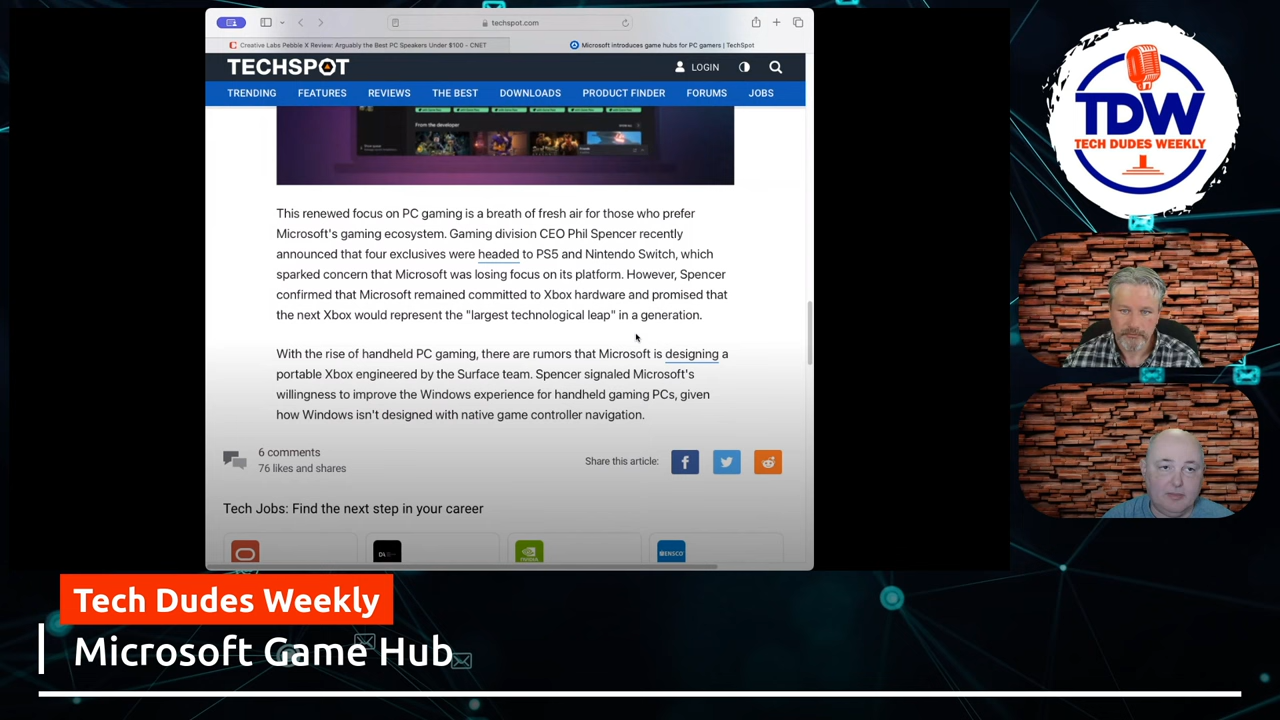 techspot.com
Creative Labs Pebble X Review: Arguably the Best PC Speakers Under $100 - CNET
Microsoft introduces game hubs for PC gamers | TechSpot
TECHSPOT
LOGIN
TRENDING FEATURES REVIEWS THE BEST DOWNLOADS PRODUCT FINDER FORUMS JOBS
From the developer
This renewed focus on PC gaming is a breath of fresh air for those who prefer
Microsoft's gaming ecosystem. Gaming division CEO Phil Spencer recently
announced that four exclusives were headed to PS5 and Nintendo Switch, which
sparked concern that Microsoft was losing focus on its platform. However, Spencer
confirmed that Microsoft remained committed to Xbox hardware and promised that
the next Xbox would represent the "largest technological leap" in a generation.
With the rise of handheld PC gaming, there are rumors that Microsoft is designing a
portable Xbox engineered by the Surface team. Spencer signaled Microsoft's
willingness to improve the Windows experience for handheld gaming PCs, given
how Windows isn't designed with native game controller navigation.
6 comments
76 likes and shares
Share this article:
Tech Jobs: Find the next step in your career
NVIDIA
ENSCO
TDW
TECH DUDES WEEKLY
Tech Dudes Weekly
Microsoft Game Hub